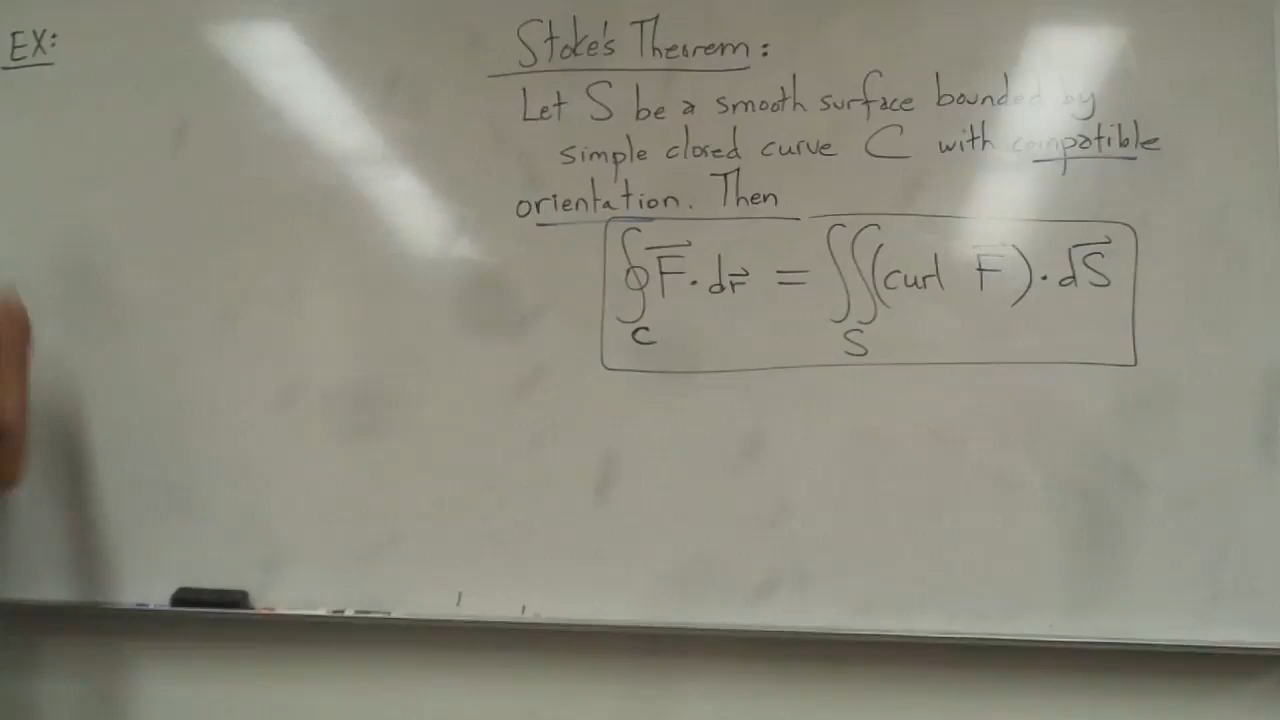 EX:
Stoke's Theorem:
Let S be a smooth surface bounded by
simple closed curve C with compatible
orientation. Then
∮_C F⃗ · dr⃗ = ∬_S (curl F⃗) · dS⃗